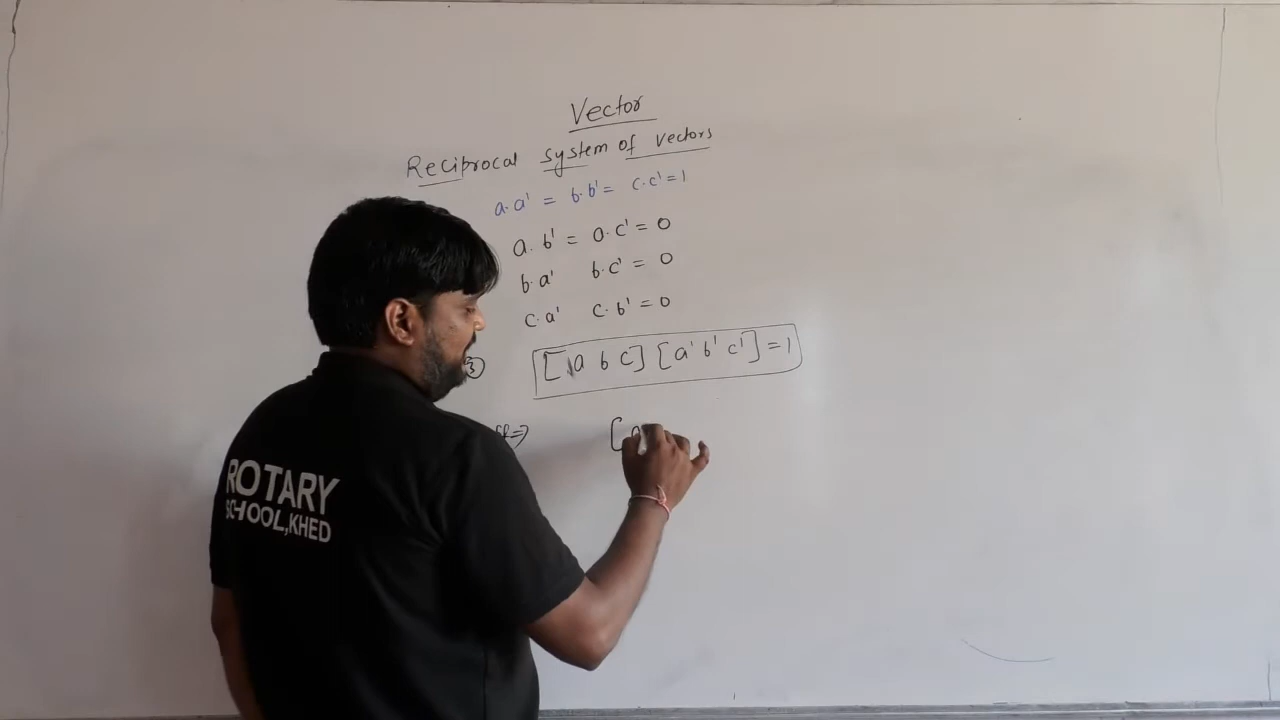 Vector
Reciprocal system of vectors
a·a' = b·b' = c·c' = 1
a·b' = a·c' = 0
b·a' b·c' = 0
c·a' c·b' = 0
③ [a b c] [a' b' c'] = 1
⇒ [a
ROTARY
SCHOOL,KHED